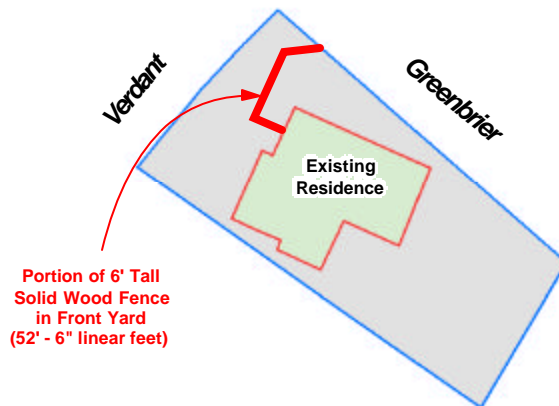 Verdant
Greenbrier
Existing
Residence
Portion of 6' Tall
Solid Wood Fence
in Front Yard
(52' - 6" linear feet)